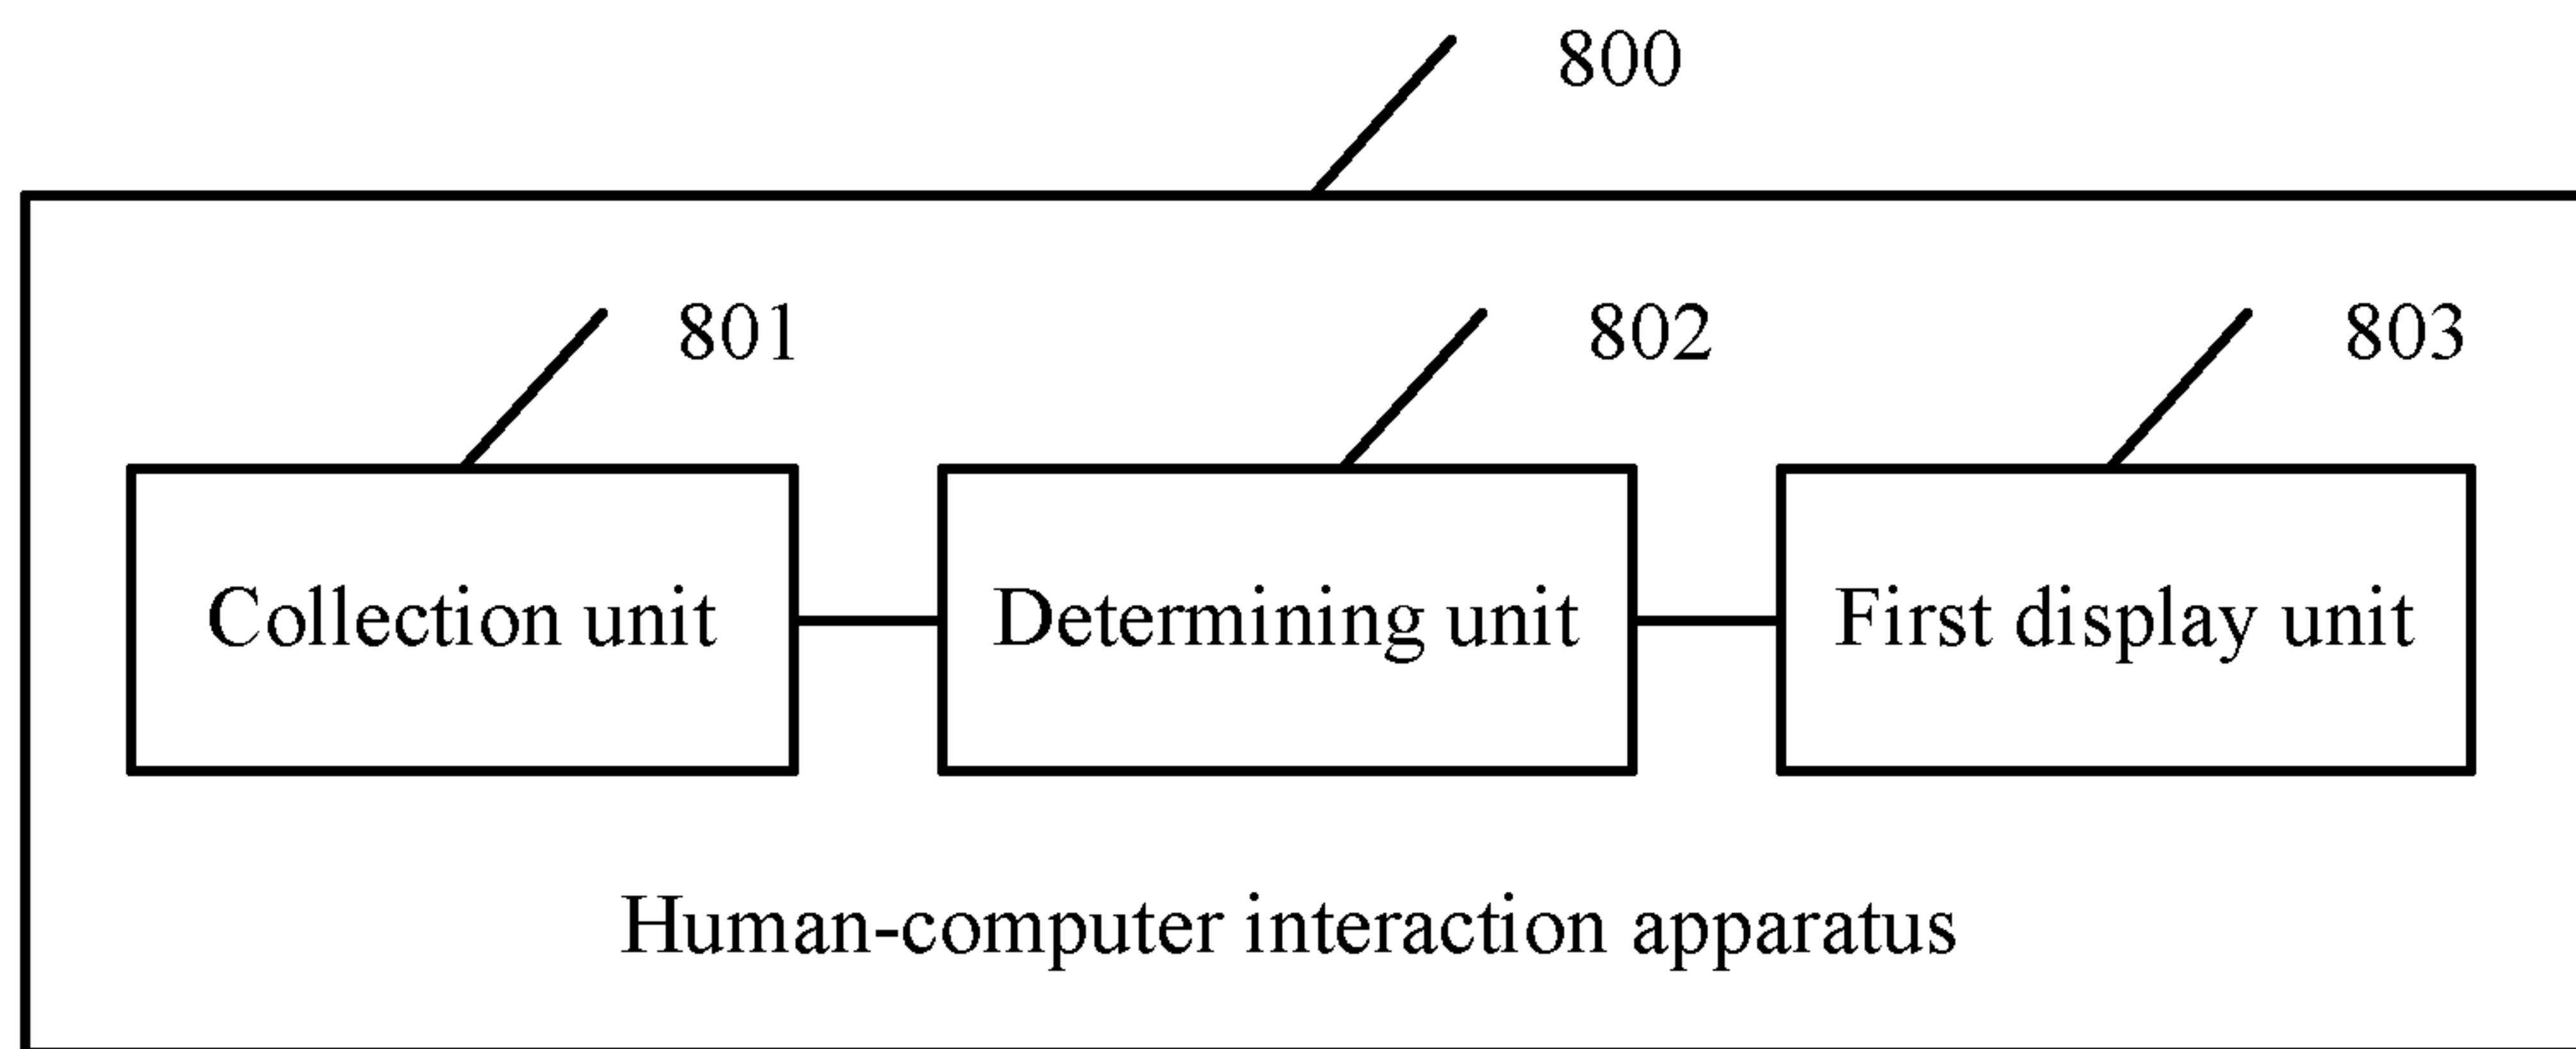 800
801
802
803
Collection unit
Determining unit
First display unit
Human-computer interaction apparatus